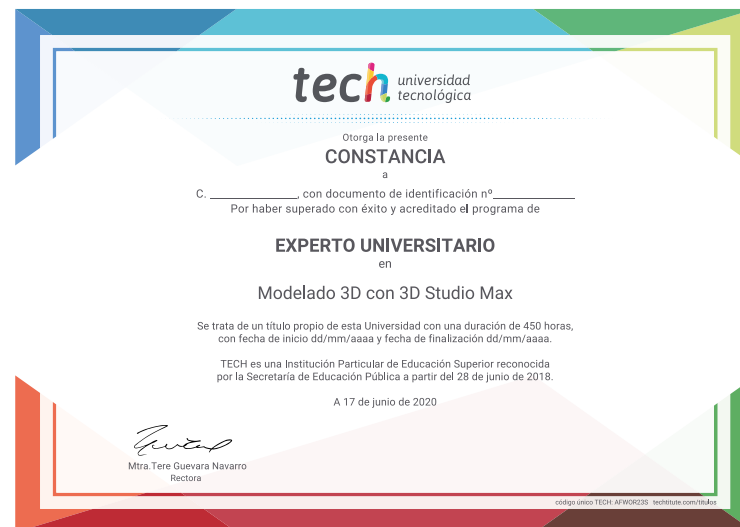 tech universidad
tecnológica
Otorga la presente
CONSTANCIA
a
C. ______________, con documento de identificación nº_____________
Por haber superado con éxito y acreditado el programa de
EXPERTO UNIVERSITARIO
en
Modelado 3D con 3D Studio Max
Se trata de un título propio de esta Universidad con una duración de 450 horas,
con fecha de inicio dd/mm/aaaa y fecha de finalización dd/mm/aaaa.
TECH es una Institución Particular de Educación Superior reconocida
por la Secretaría de Educación Pública a partir del 28 de junio de 2018.
A 17 de junio de 2020
Mtra.Tere Guevara Navarro
Rectora
código único TECH: AFWOR23S techtitute.com/titulos